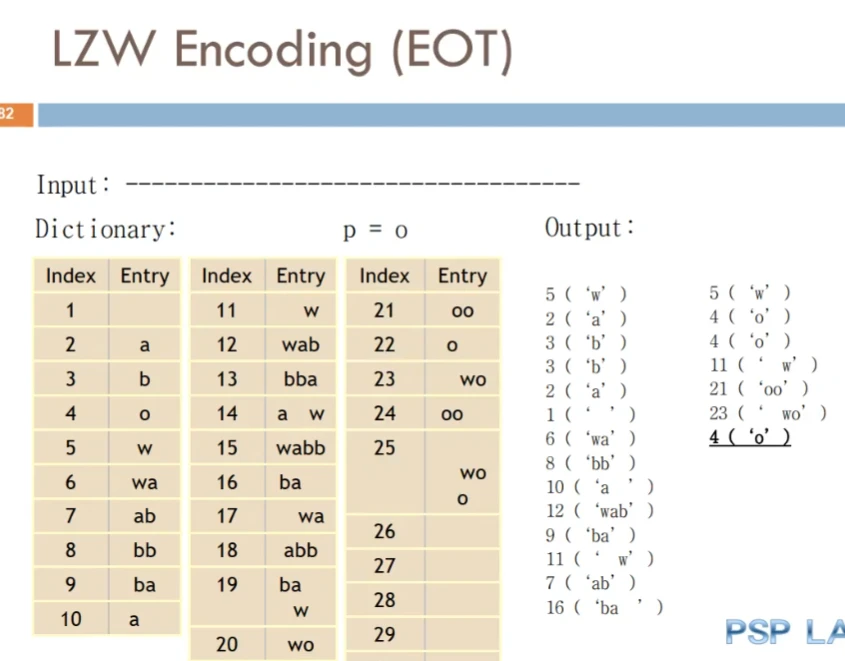 LZW Encoding (EOT)
32
Input: -----------------------------------
Dictionary: p = o Output:
Index Entry Index Entry Index Entry
1 11 w 21 oo
2 a 12 wab 22 o
3 b 13 bba 23 wo
4 o 14 a w 24 oo
5 w 15 wabb 25 wo
o
6 wa 16 ba 26
7 ab 17 wa 27
8 bb 18 abb 28
9 ba 19 ba
w 29
10 a 20 wo
5 ( ‘w’ )
2 ( ‘a’ )
3 ( ‘b’ )
3 ( ‘b’ )
2 ( ‘a’ )
1 ( ‘ ’ )
6 ( ‘wa’ )
8 ( ‘bb’ )
10 ( ‘a ’ )
12 ( ‘wab’ )
9 ( ‘ba’ )
11 ( ‘ w’ )
7 ( ‘ab’ )
16 ( ‘ba ’ )
5 ( ‘w’ )
4 ( ‘o’ )
4 ( ‘o’ )
11 ( ‘ w’ )
21 ( ‘oo’ )
23 ( ‘ wo’ )
4 ( ‘o’ )
PSP LA